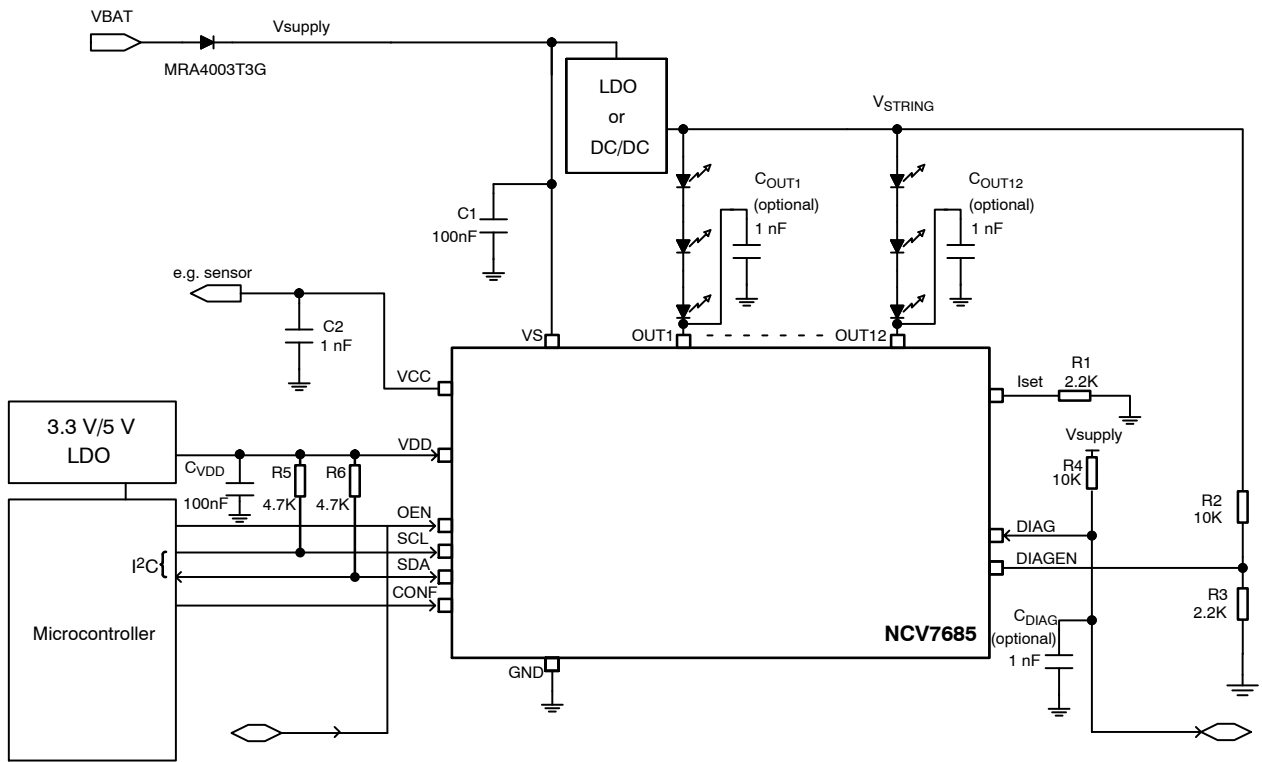 VBAT
Vsupply
MRA4003T3G
LDO
or
DC/DC
VSTRING
COUT1
(optional)
1 nF
COUT12
(optional)
1 nF
C1
100nF
e.g. sensor
C2
1 nF
VS
OUT1
OUT12
VCC
Iset
R1
2.2K
3.3 V/5 V
LDO
VDD
CVDD
100nF
R5
4.7K
R6
4.7K
Vsupply
R4
10K
R2
10K
OEN
SCL
I2C
SDA
CONF
DIAG
DIAGEN
R3
2.2K
Microcontroller
NCV7685
CDIAG
(optional)
1 nF
GND